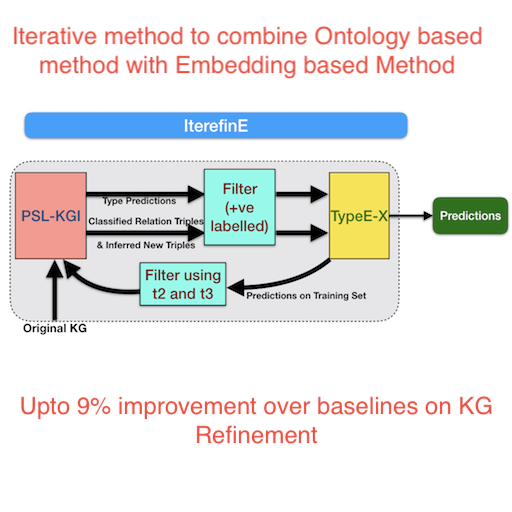 Iterative method to combine Ontology based
method with Embedding based Method
IterefinE
PSL-KGI
Type Predictions
Classified Relation Triples
& Inferred New Triples
Filter
(+ve
labelled)
TypeE-X
Predictions
Filter using
t2 and t3
Predictions on Training Set
Original KG
Upto 9% improvement over baselines on KG
Refinement